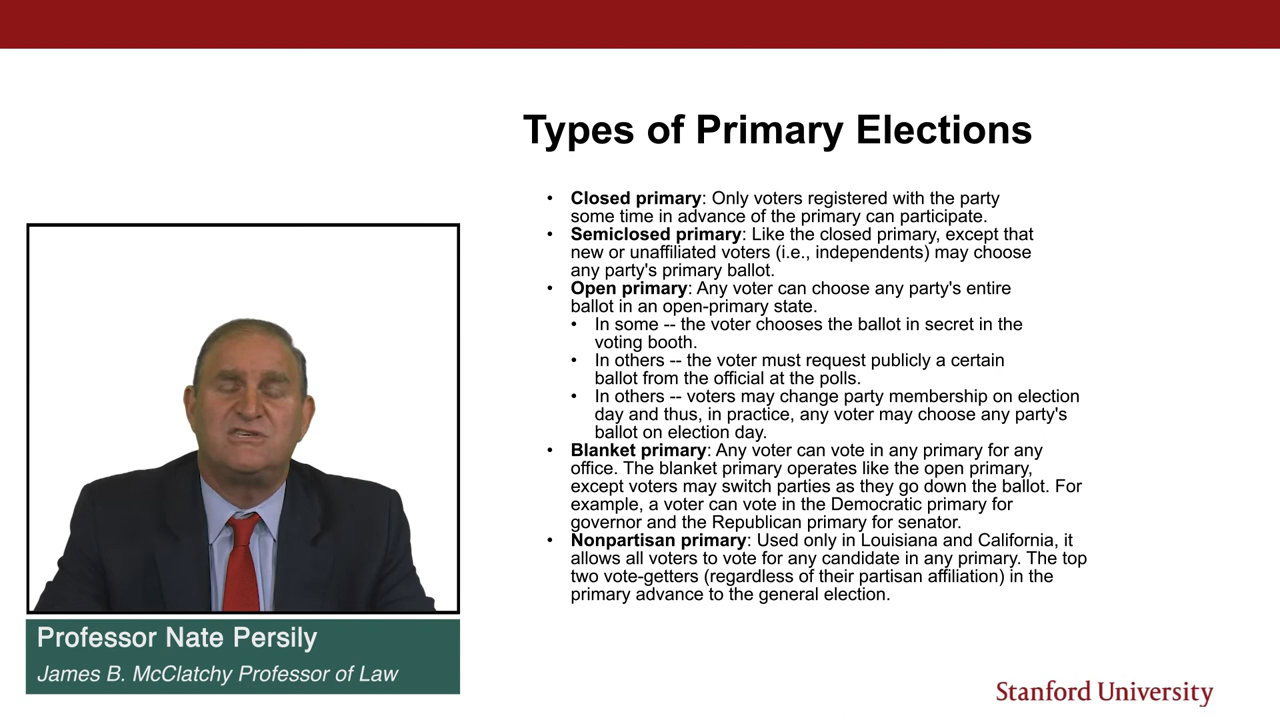 Types of Primary Elections
• Closed primary: Only voters registered with the party
some time in advance of the primary can participate.
• Semiclosed primary: Like the closed primary, except that
new or unaffiliated voters (i.e., independents) may choose
any party's primary ballot.
• Open primary: Any voter can choose any party's entire
ballot in an open-primary state.
• In some -- the voter chooses the ballot in secret in the
voting booth.
• In others -- the voter must request publicly a certain
ballot from the official at the polls.
• In others -- voters may change party membership on election
day and thus, in practice, any voter may choose any party's
ballot on election day.
• Blanket primary: Any voter can vote in any primary for any
office. The blanket primary operates like the open primary,
except voters may switch parties as they go down the ballot. For
example, a voter can vote in the Democratic primary for
governor and the Republican primary for senator.
• Nonpartisan primary: Used only in Louisiana and California, it
allows all voters to vote for any candidate in any primary. The top
two vote-getters (regardless of their partisan affiliation) in the
primary advance to the general election.
Professor Nate Persily
James B. McClatchy Professor of Law
Stanford University